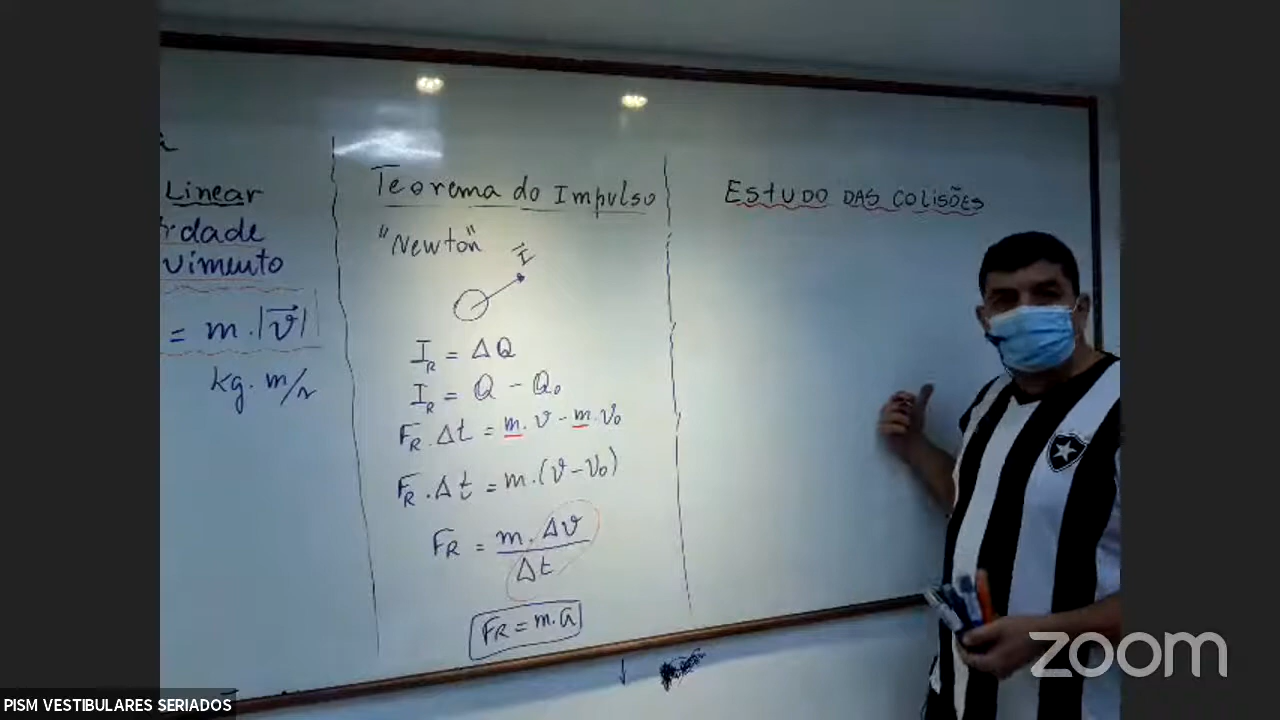 Linear
vimento
= m.|v⃗|
kg. m/s
Teorema do Impulso
"Newton"
I⃗
I_R = ΔQ
I_R = Q - Q₀
F_R . Δt = m. v - m. v₀
F_R . Δt = m. (v - v₀)
F_R = m. Δv
Δt
F_R = m. a
ESTUDO DAS COLISÕES
zoom
PISM VESTIBULARES SERIADOS